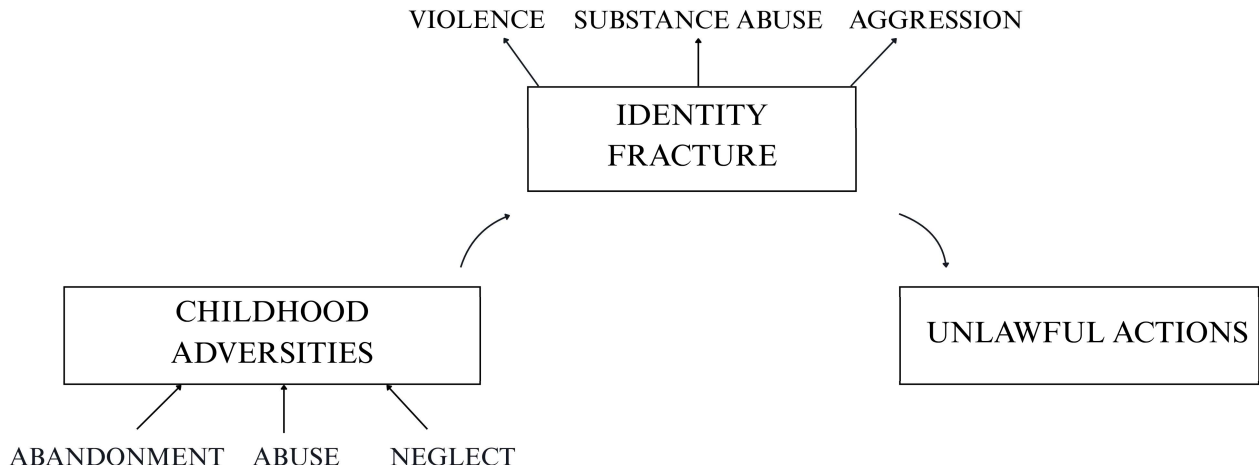 VIOLENCE SUBSTANCE ABUSE AGGRESSION
IDENTITY
FRACTURE
CHILDHOOD
ADVERSITIES
UNLAWFUL ACTIONS
ABANDONMENT ABUSE NEGLECT